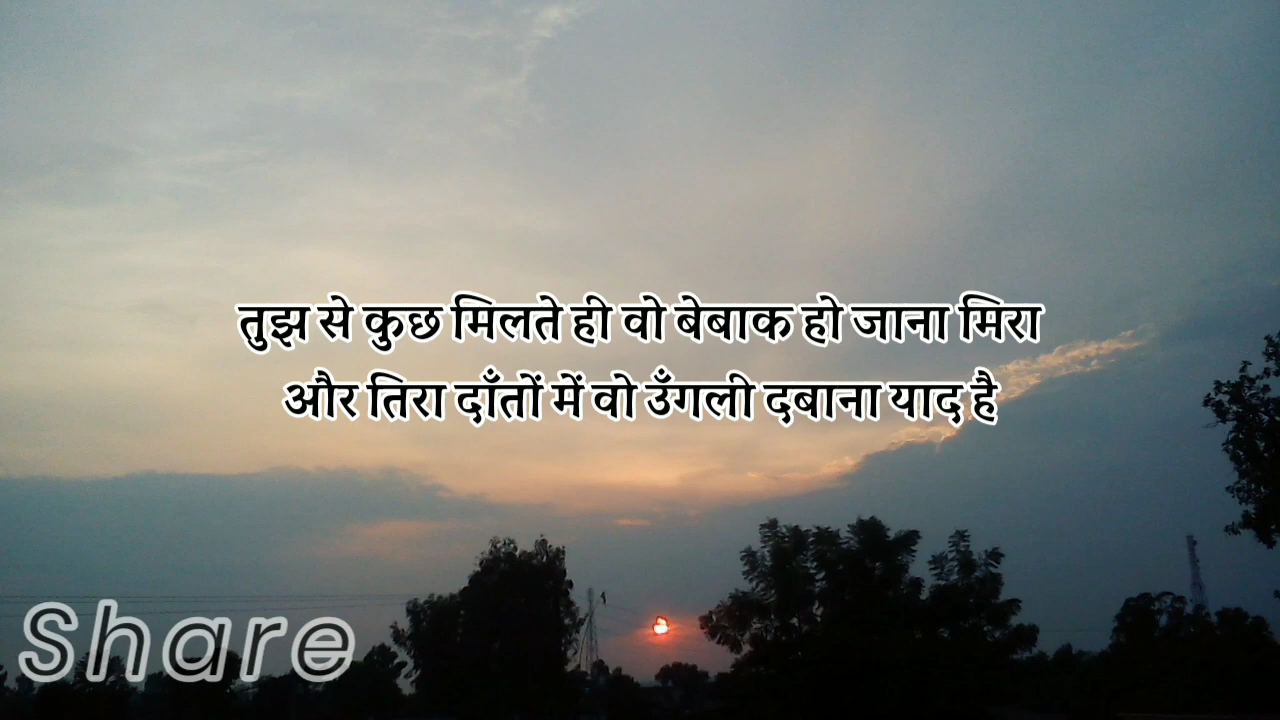 तुझ से कुछ मिलते ही वो बेबाक हो जाना मिरा
और तिरा दाँतों में वो उँगली दबाना याद है
Share